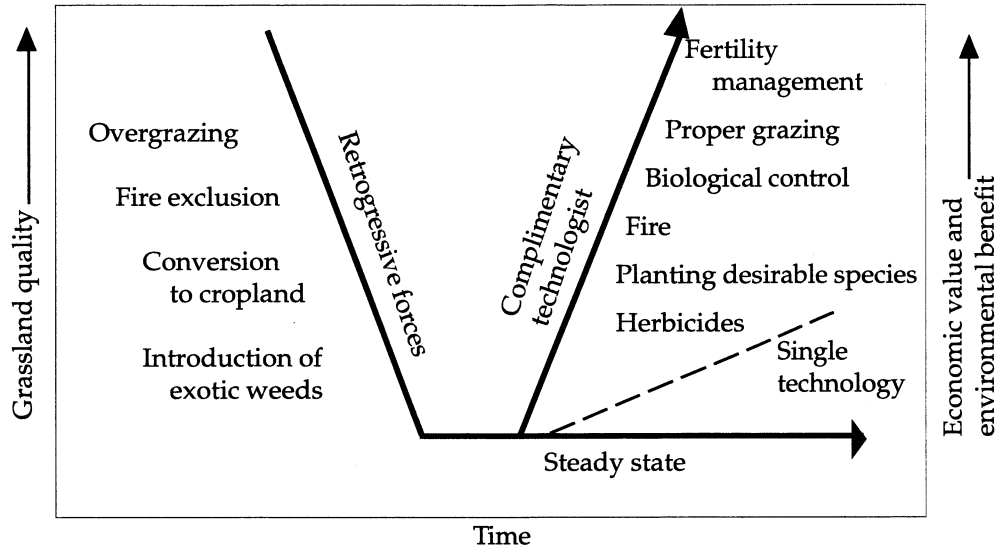 Grassland quality
Overgrazing
Fire exclusion
Conversion
to cropland
Introduction of
exotic weeds
Retrogressive forces
Complimentary
technologist
Fertility
management
Proper grazing
Biological control
Fire
Planting desirable species
Herbicides
Single
technology
Steady state
Economic value and
environmental benefit
Time